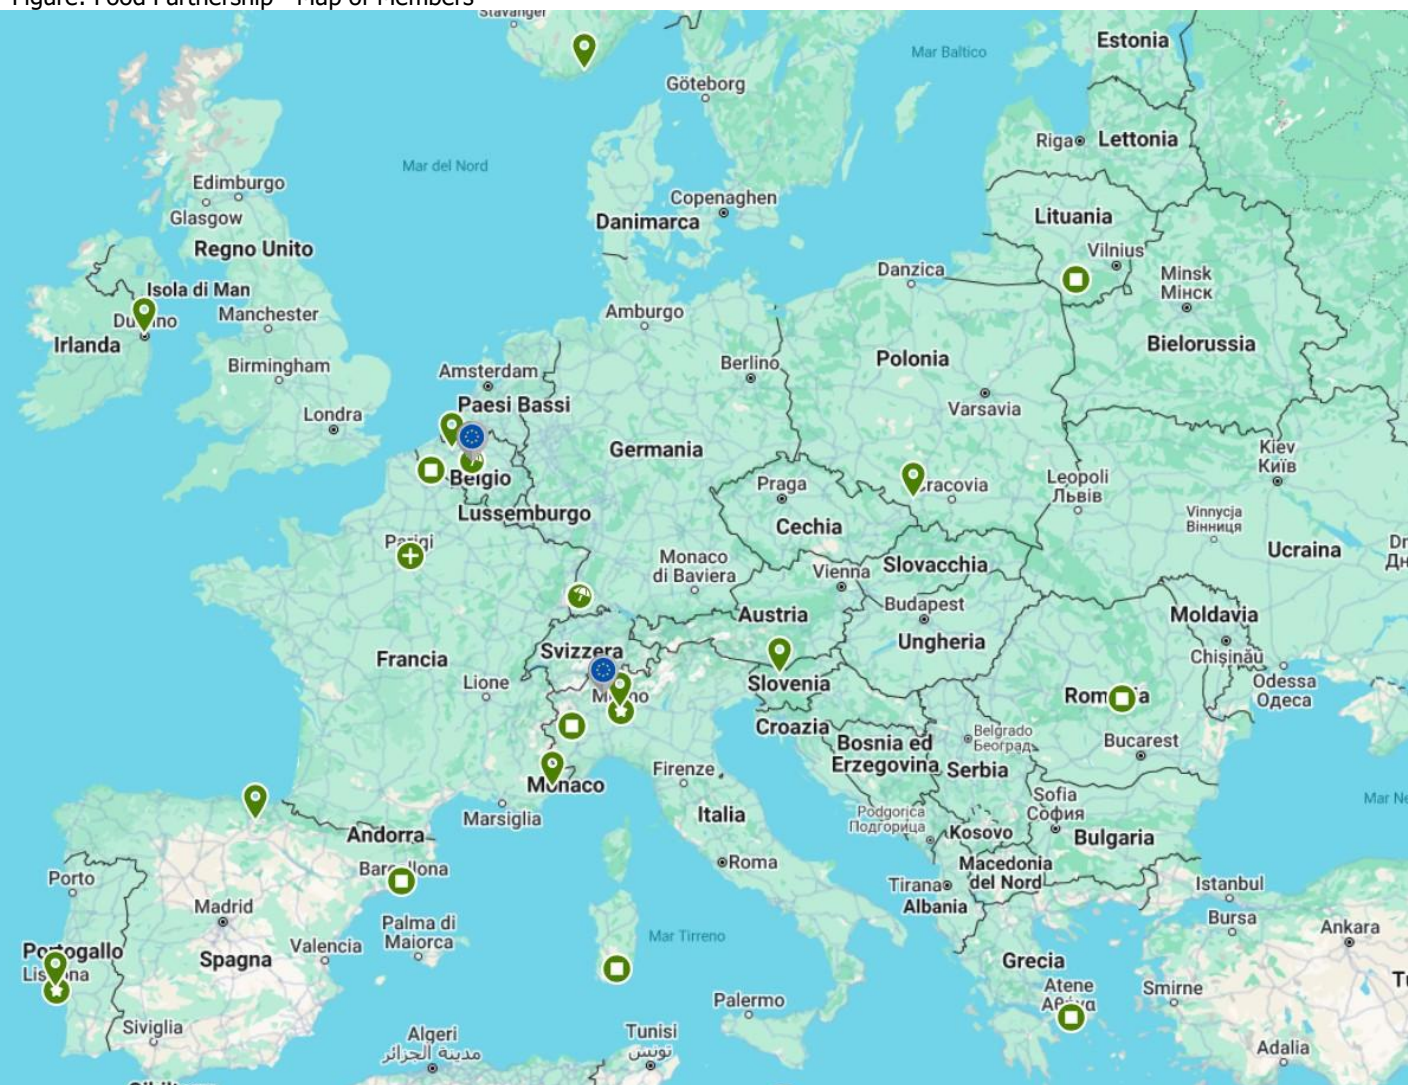 Figure: Food Partnership - Map of Members
Stavanger
Mar Baltico
Estonia
Göteborg
Riga
Lettonia
Mar del Nord
Edimburgo
Glasgow
Copenaghen
Danimarca
Lituania
Regno Unito
Vilnius
Danzica
Minsk
Мінск
Isola di Man
Manchester
Amburgo
Irlanda
Bielorussia
Birmingham
Amsterdam
Berlino
Polonia
Paesi Bassi
Varsavia
Londra
Germania
Kiev
Київ
Belgio
Praga
Leopoli
Львів
Lussemburgo
Cechia
Vinnycja
Вінниця
Ucraina
Monaco
di Baviera
Vienna
Slovacchia
Austria
Budapest
Moldavia
Ungheria
Svizzera
Francia
Chișinău
Lione
Slovenia
Odessa
Одеса
Croazia
Belgrado
Београд
Bosnia ed
Erzegovina
Bucarest
Serbia
Firenze
Monaco
Sofia
София
Mar Ne
Marsiglia
Italia
Podgorica
Подгорица
Kosovo
Bulgaria
Andorra
Roma
Macedonia
del Nord
Porto
Tirana
Istanbul
Albania
Madrid
Palma di
Maiorca
Bursa
Ankara
Valencia
Mar Tirreno
Spagna
Grecia
Atene
Smirne
Palermo
Siviglia
Algeri
مدينة الجزائر
Tunisi
تونس
Adalia